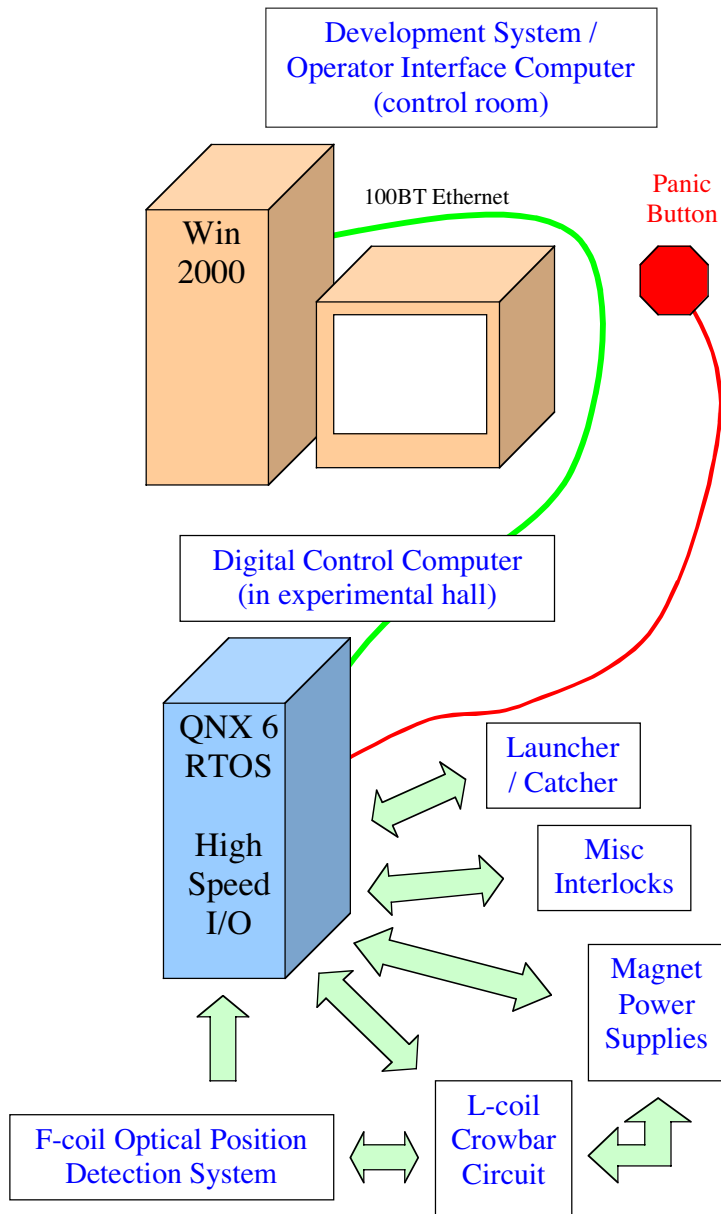 Development System /
Operator Interface Computer
(control room)
100BT Ethernet
Panic
Button
Win
2000
Digital Control Computer
(in experimental hall)
QNX 6
RTOS
High
Speed
I/O
Launcher
/ Catcher
Misc
Interlocks
Magnet
Power
Supplies
F-coil Optical Position
Detection System
L-coil
Crowbar
Circuit